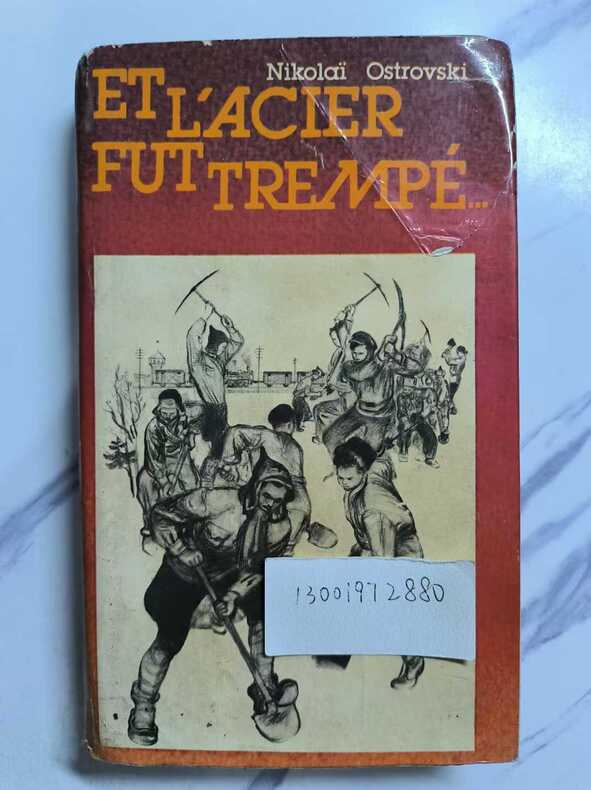 Nikolaï Ostrovski
ET L'ACIER
FUT TREMPÉ...
13001972880